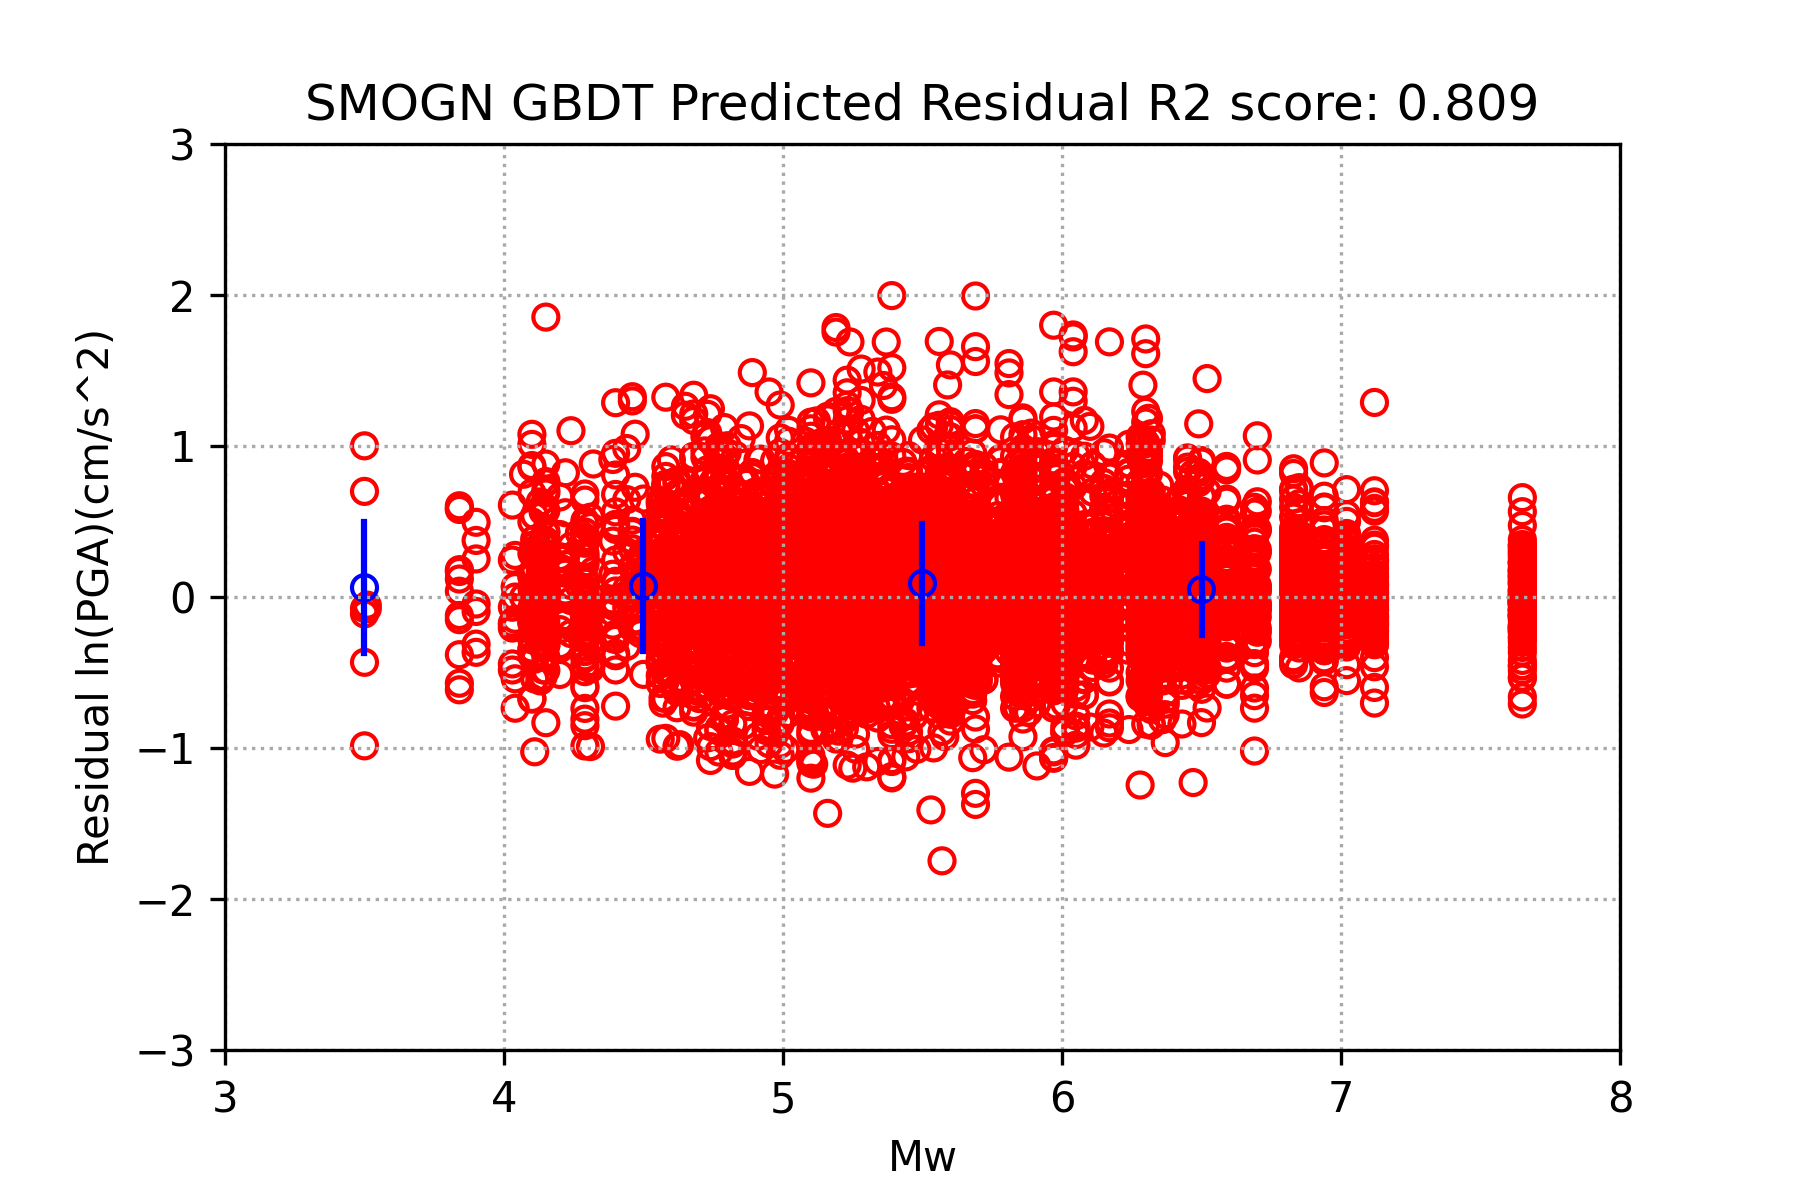 SMOGN GBDT Predicted Residual R2 score: 0.809
Residual ln(PGA)(cm/s^2)
3
2
1
0
−1
−2
−3
3 4 5 6 7 8
Mw